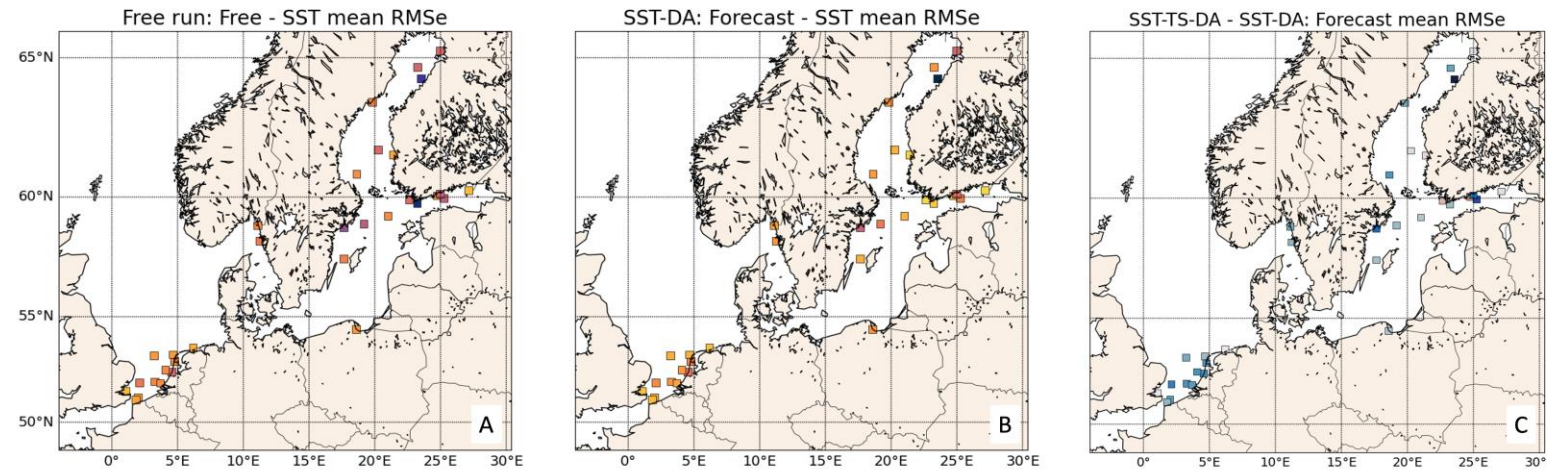 Free run: Free - SST mean RMSe
SST-DA: Forecast - SST mean RMSe
SST-TS-DA - SST-DA: Forecast mean RMSe
65°N
60°N
55°N
50°N
A
B
C
0° 5°E 10°E 15°E 20°E 25°E 30°E
0° 5°E 10°E 15°E 20°E 25°E 30°E
0° 5°E 10°E 15°E 20°E 25°E 30°